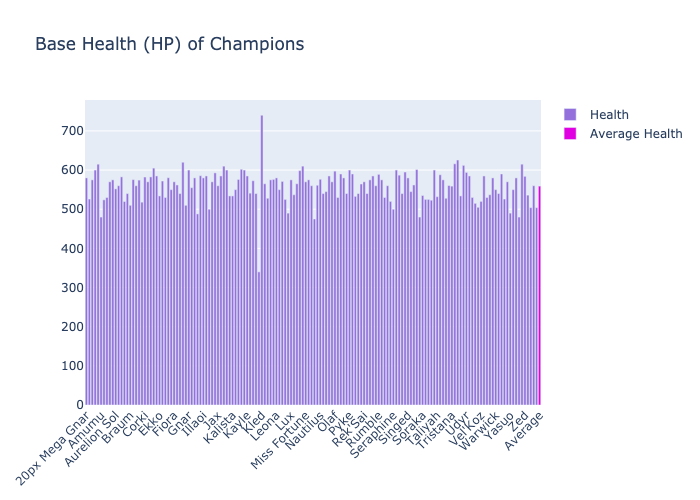 Base Health (HP) of Champions
Health
Average Health
700
600
500
400
300
200
100
0
20px Mega Gnar
Amumu
Aurelion Sol
Braum
Corki
Ekko
Fiora
Gnar
Illaoi
Jax
Kalista
Kayle
Kled
Leona
Lux
Miss Fortune
Nautilus
Olaf
Pyke
Rek'Sai
Rumble
Seraphine
Singed
Soraka
Taliyah
Tristana
Udyr
Vel'Koz
Warwick
Yasuo
Zed
Average